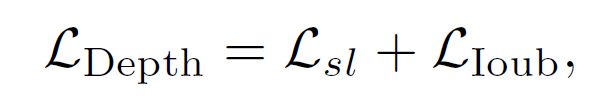 ℒ_Depth = ℒ_sl + ℒ_Ioub,